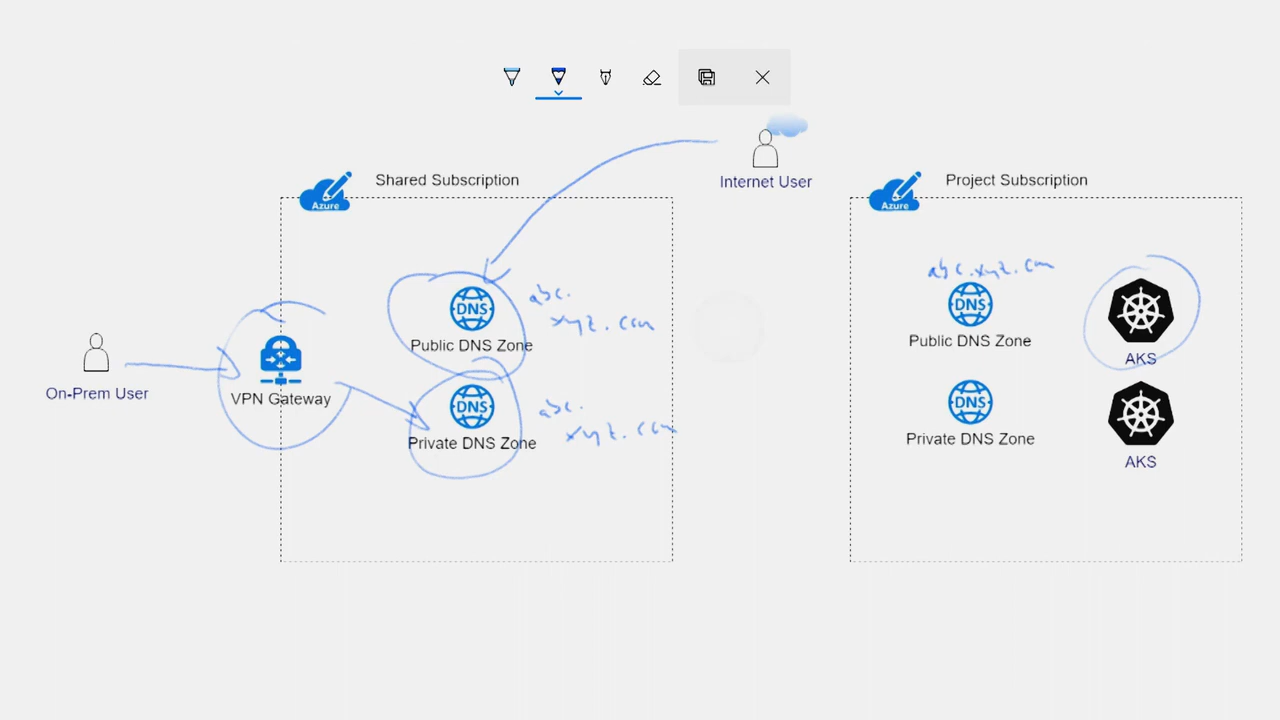 Internet User
Shared Subscription
Azure
Project Subscription
Azure
abc.
xyz.com
DNS
Public DNS Zone
abc.xyz.com
DNS
Public DNS Zone
AKS
On-Prem User
VPN Gateway
abc.
xyz.com
DNS
Private DNS Zone
DNS
Private DNS Zone
AKS